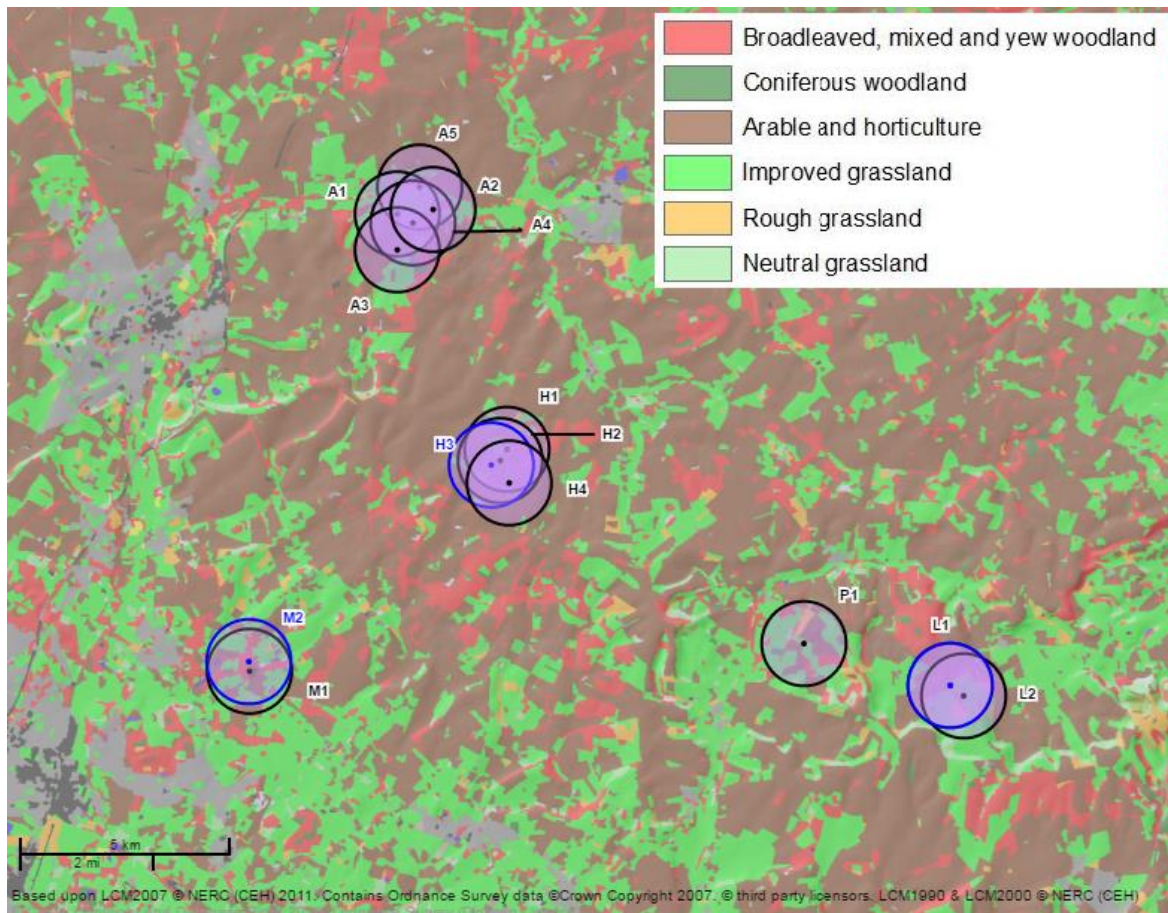 Broadleaved, mixed and yew woodland
Coniferous woodland
Arable and horticulture
Improved grassland
Rough grassland
Neutral grassland
A5
A1
A2
A4
A3
H1
H3
H2
H4
P1
M2
L1
M1
L2
5 km
2 mi
Based upon LCM2007 © NERC (CEH) 2011. Contains Ordnance Survey data ©Crown Copyright 2007. © third party licensors. LCM1990 & LCM2000 © NERC (CEH)